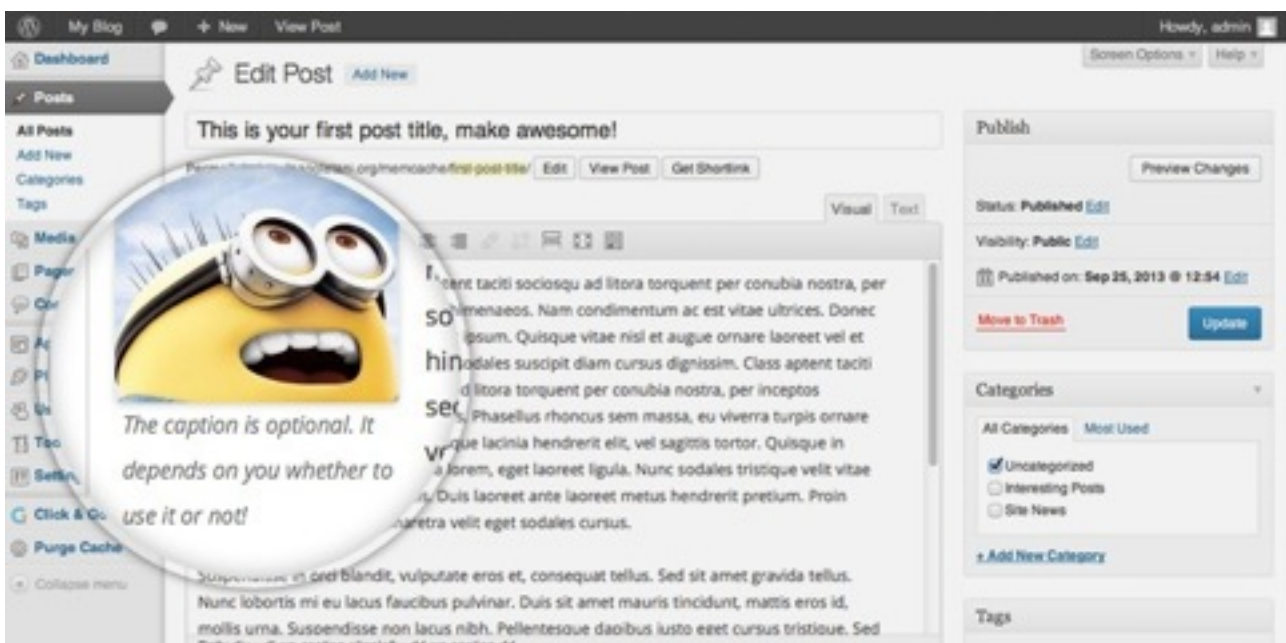 My Blog + New View Post Howdy, admin
Screen Options Help
Dashboard
Posts
All Posts
Add New
Categories
Tags
Media
Click &
Purge Cache
Collapse menu
Edit Post Add New
This is your first post title, make awesome!
org/memcache/first-post-title/ Edit View Post Get Shortlink
Visual Text
taciti sociosqu ad litora torquent per conubia nostra, per
Nam condimentum ac est vitae ultrices. Donec
Quisque vitae nisl et augue ornare laoreet vel et
suscipit diam cursus dignissim. Class aptent taciti
litora torquent per conubia nostra, per inceptos
Phasellus rhoncus sem massa, eu viverra turpis ornare
lacinia hendrerit elit, vel sagittis tortor. Quisque in
lorem, eget laoreet ligula. Nunc sodales tristique velit vitae
Duis laoreet ante laoreet metus hendrerit pretium. Proin
velit eget sodales cursus.
Suspendisse in orci blandit, vulputate eros et, consequat tellus. Sed sit amet gravida tellus.
Nunc lobortis mi eu lacus faucibus pulvinar. Duis sit amet mauris tincidunt, mattis eros id,
mollis urna. Suspendisse non lacus nibh. Pellentesque dapibus justo eget cursus tristique. Sed
The caption is optional. It
depends on you whether to
use it or not!
Publish
Preview Changes
Status: Published Edit
Visibility: Public Edit
Published on: Sep 25, 2013 @ 12:54 Edit
Move to Trash Update
Categories
All Categories Most Used
Uncategorized
Interesting Posts
Site News
+ Add New Category
Tags